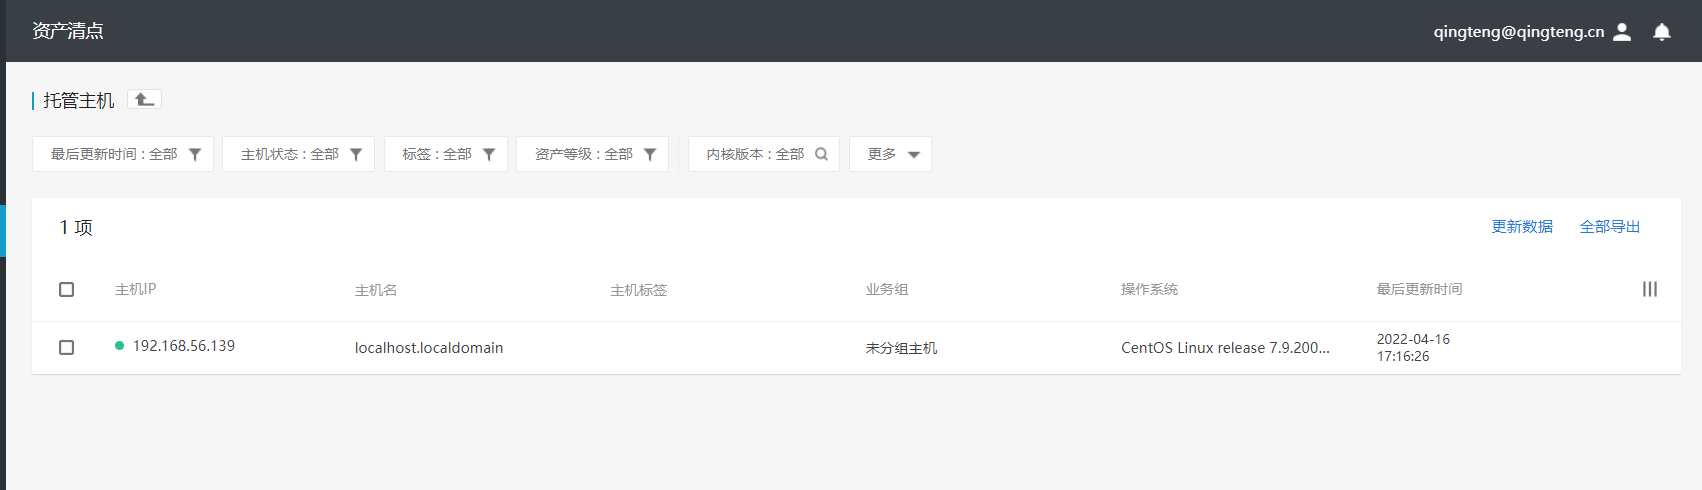 资产清点
qingteng@qingteng.cn
托管主机
最后更新时间 : 全部 主机状态 : 全部 标签 : 全部 资产等级 : 全部 内核版本 : 全部 更多
1 项
更新数据 全部导出
主机IP 主机名 主机标签 业务组 操作系统 最后更新时间
192.168.56.139 localhost.localdomain 未分组主机 CentOS Linux release 7.9.200... 2022-04-16
17:16:26